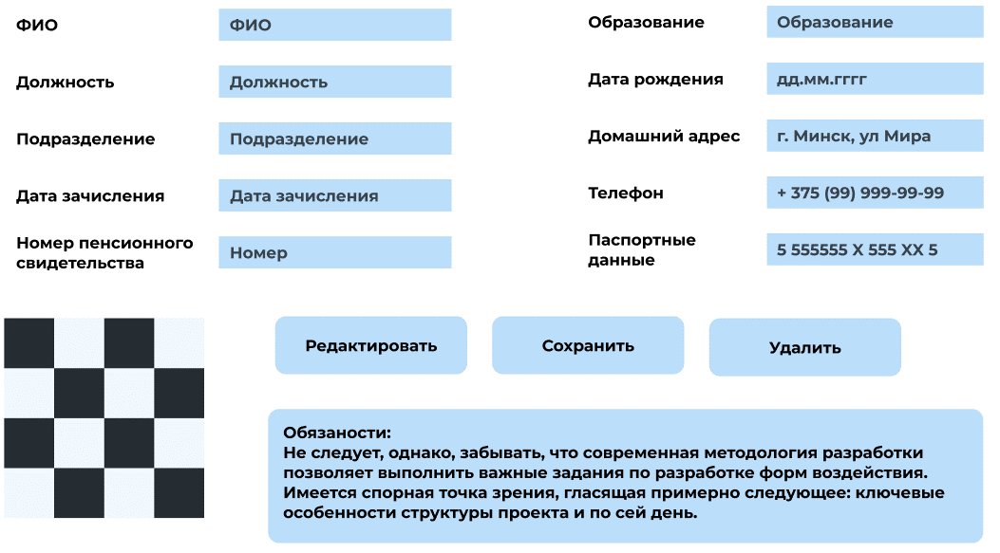 ФИО
ФИО
Образование
Образование
Должность
Должность
Дата рождения
дд.мм.гггг
Подразделение
Подразделение
Домашний адрес
г. Минск, ул Мира
Дата зачисления
Дата зачисления
Телефон
+ 375 (99) 999-99-99
Номер пенсионного
свидетельства
Номер
Паспортные
данные
5 555555 X 555 XX 5
Редактировать
Сохранить
Удалить
Обязаности:
Не следует, однако, забывать, что современная методология разработки
позволяет выполнить важные задания по разработке форм воздействия.
Имеется спорная точка зрения, гласящая примерно следующее: ключевые
особенности структуры проекта и по сей день.